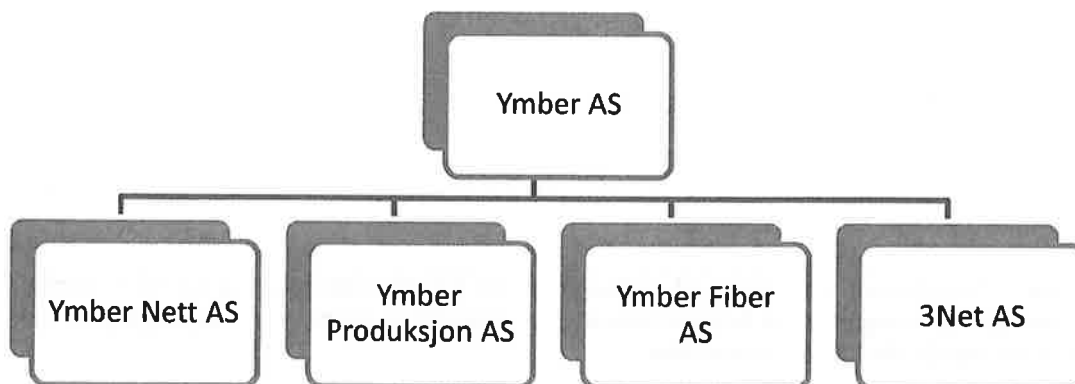 Ymber AS
Ymber Nett AS
Ymber
Produksjon AS
Ymber Fiber
AS
3Net AS